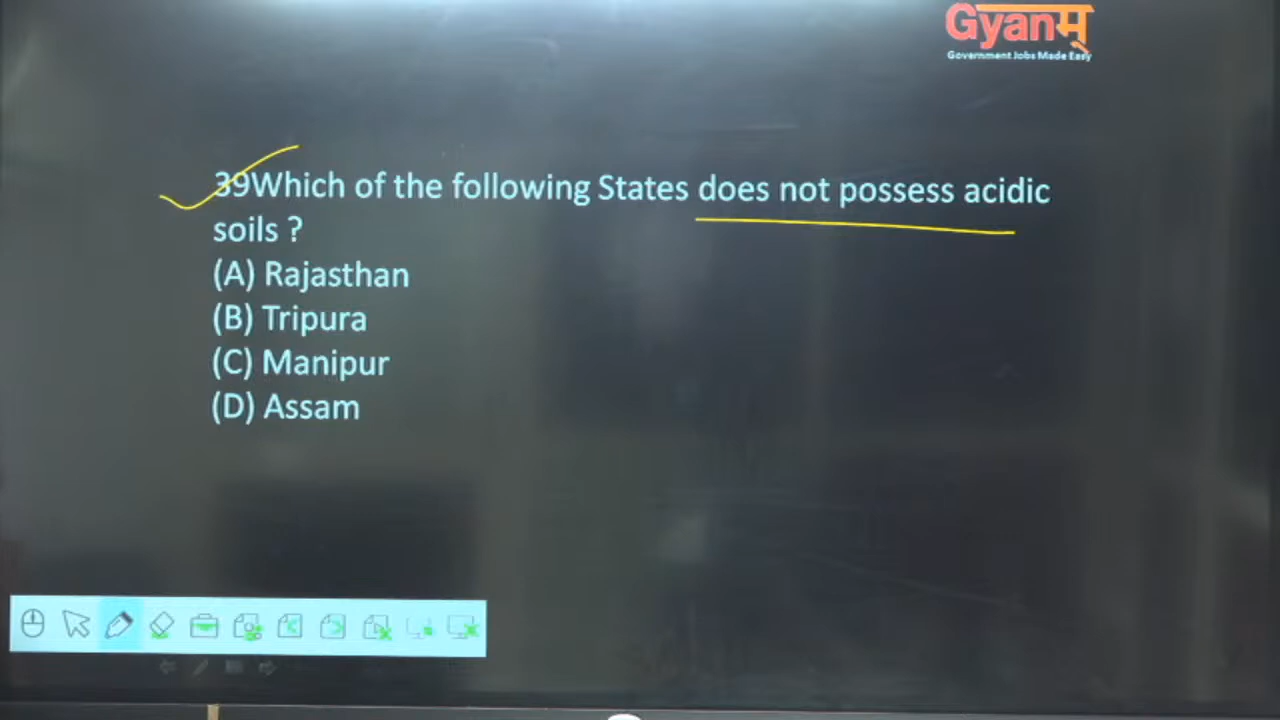 Gyanम्
Government Jobs Made Easy
39Which of the following States does not possess acidic
soils ?
(A) Rajasthan
(B) Tripura
(C) Manipur
(D) Assam